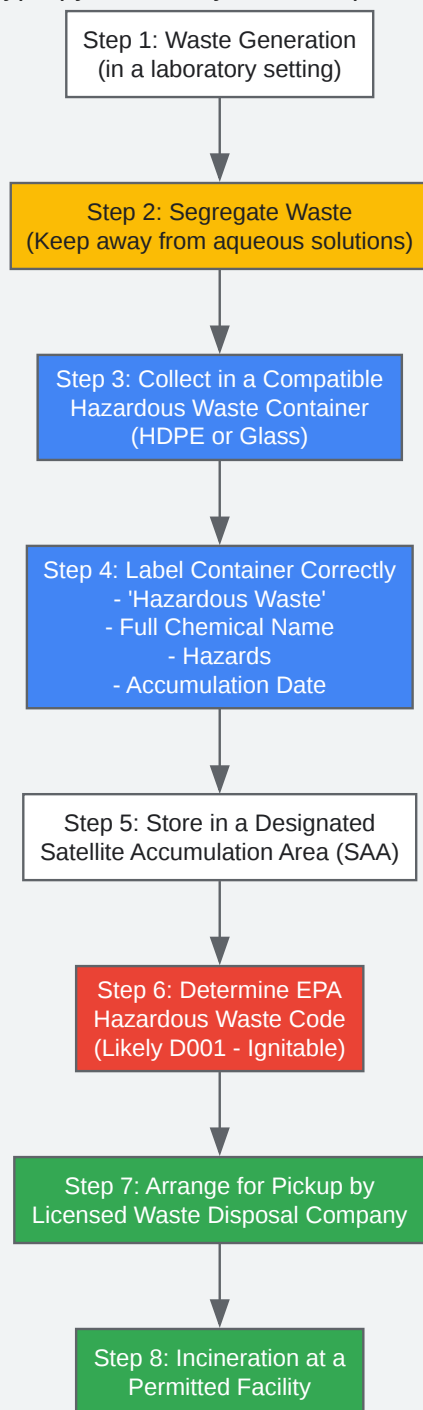 Step 1: Waste Generation
(in a laboratory setting)
Step 2: Segregate Waste
(Keep away from aqueous solutions)
Step 3: Collect in a Compatible
Hazardous Waste Container
(HDPE or Glass)
Step 4: Label Container Correctly
- 'Hazardous Waste'
- Full Chemical Name
- Hazards
- Accumulation Date
Step 5: Store in a Designated
Satellite Accumulation Area (SAA)
Step 6: Determine EPA
Hazardous Waste Code
(Likely D001 - Ignitable)
Step 7: Arrange for Pickup by
Licensed Waste Disposal Company
Step 8: Incineration at a
Permitted Facility